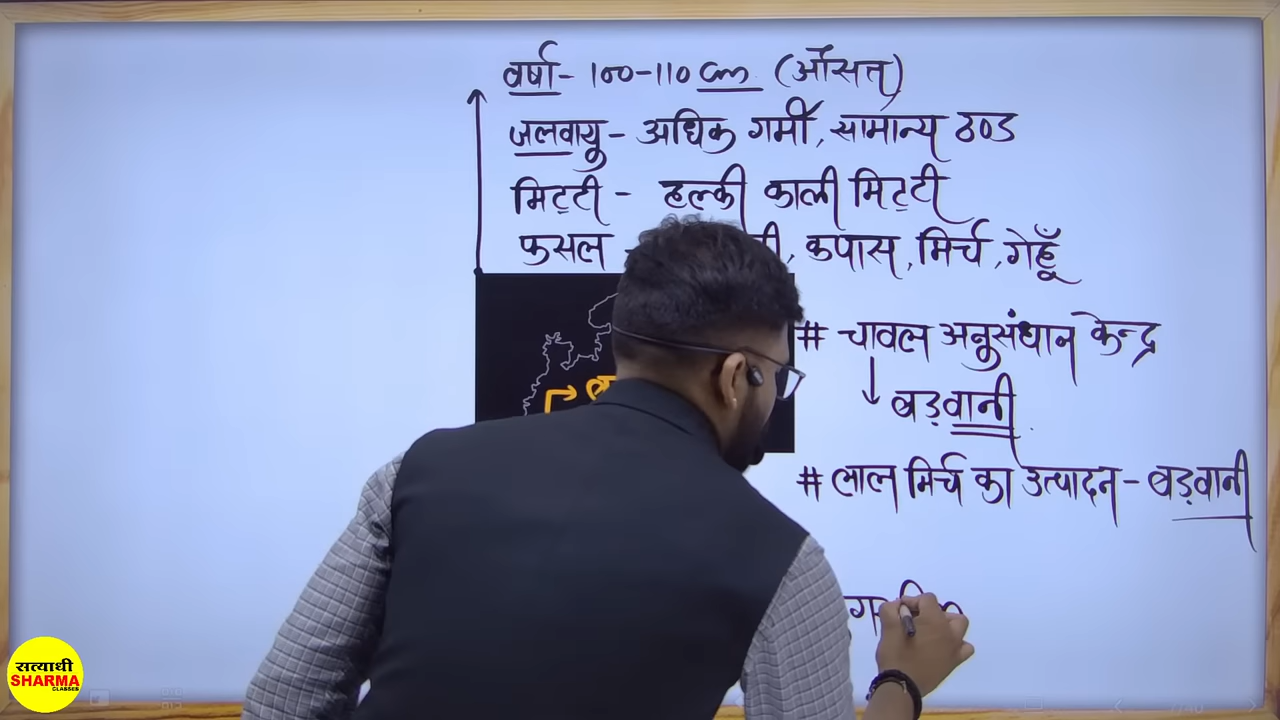 वर्षा - 100-110 cm (औसत)
जलवायु - अधिक गर्मी, सामान्य ठण्ड
मिट्टी - हल्की काली मिट्टी
फसल - , कपास, मिर्च, गेहूँ
# चावल अनुसंधान केन्द्र
↓
बड़वानी
# लाल मिर्च का उत्पादन - बड़वानी
सत्याधी
SHARMA
CLASSES